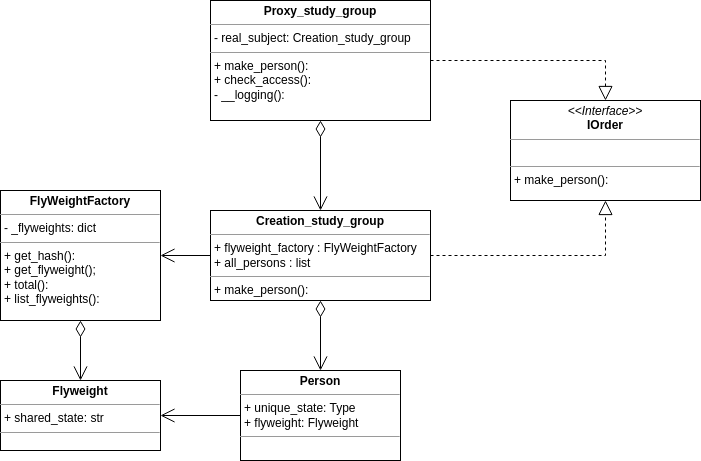 Proxy_study_group
- real_subject: Creation_study_group
+ make_person():
+ check_access():
- __logging():
<<Interface>>
IOrder
+ make_person():
FlyWeightFactory
- _flyweights: dict
+ get_hash():
+ get_flyweight();
+ total():
+ list_flyweights():
Creation_study_group
+ flyweight_factory : FlyWeightFactory
+ all_persons : list
+ make_person():
Flyweight
+ shared_state: str
Person
+ unique_state: Type
+ flyweight: Flyweight